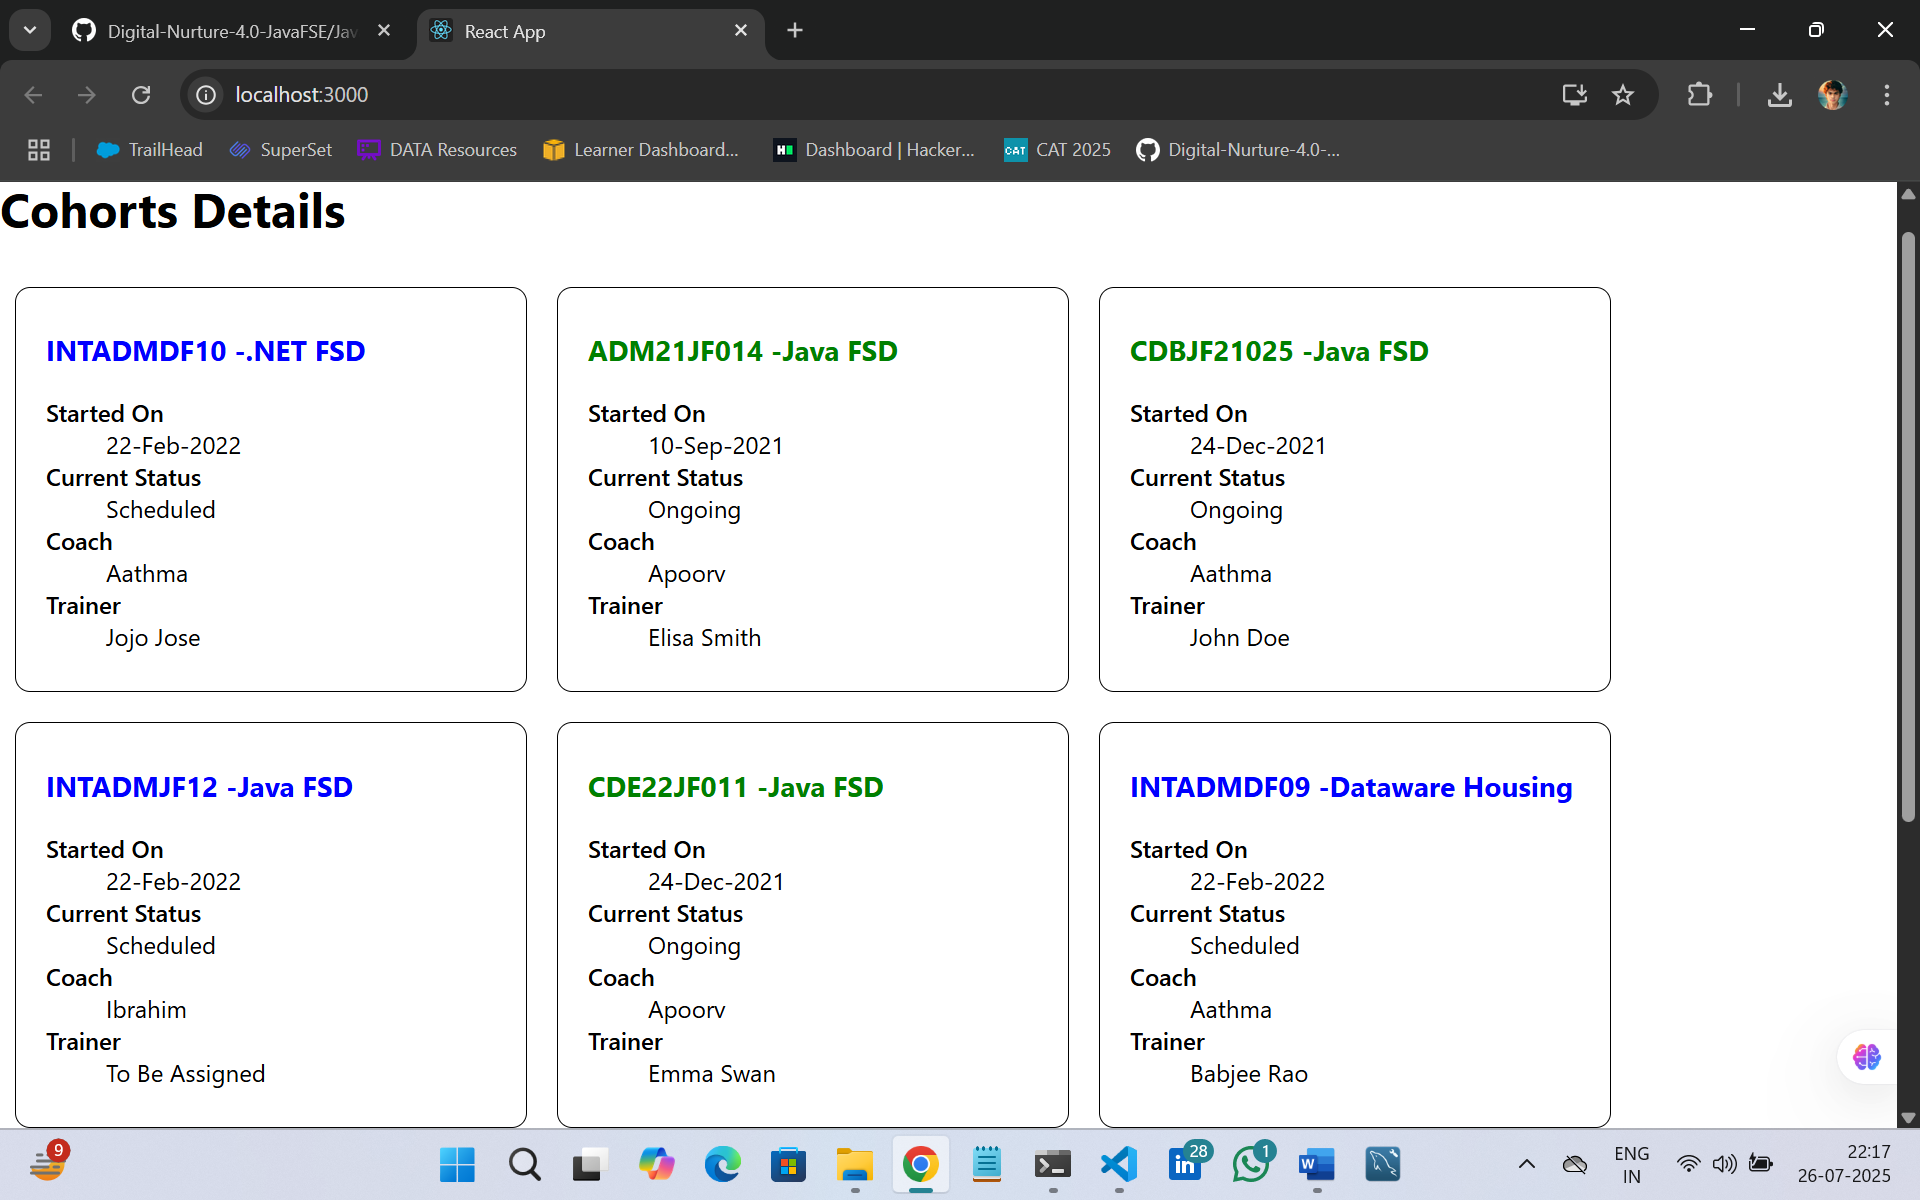 Digital-Nurture-4.0-JavaFSE/Jav
React App
localhost:3000
TrailHead
SuperSet
DATA Resources
Learner Dashboard...
Dashboard | Hacker...
CAT 2025
Digital-Nurture-4.0-...
Cohorts Details
INTADMDF10 -.NET FSD
Started On
22-Feb-2022
Current Status
Scheduled
Coach
Aathma
Trainer
Jojo Jose
ADM21JF014 -Java FSD
Started On
10-Sep-2021
Current Status
Ongoing
Coach
Apoorv
Trainer
Elisa Smith
CDBJF21025 -Java FSD
Started On
24-Dec-2021
Current Status
Ongoing
Coach
Aathma
Trainer
John Doe
INTADMJF12 -Java FSD
Started On
22-Feb-2022
Current Status
Scheduled
Coach
Ibrahim
Trainer
To Be Assigned
CDE22JF011 -Java FSD
Started On
24-Dec-2021
Current Status
Ongoing
Coach
Apoorv
Trainer
Emma Swan
INTADMDF09 -Dataware Housing
Started On
22-Feb-2022
Current Status
Scheduled
Coach
Aathma
Trainer
Babjee Rao
9
28
1
ENG
IN
22:17
26-07-2025